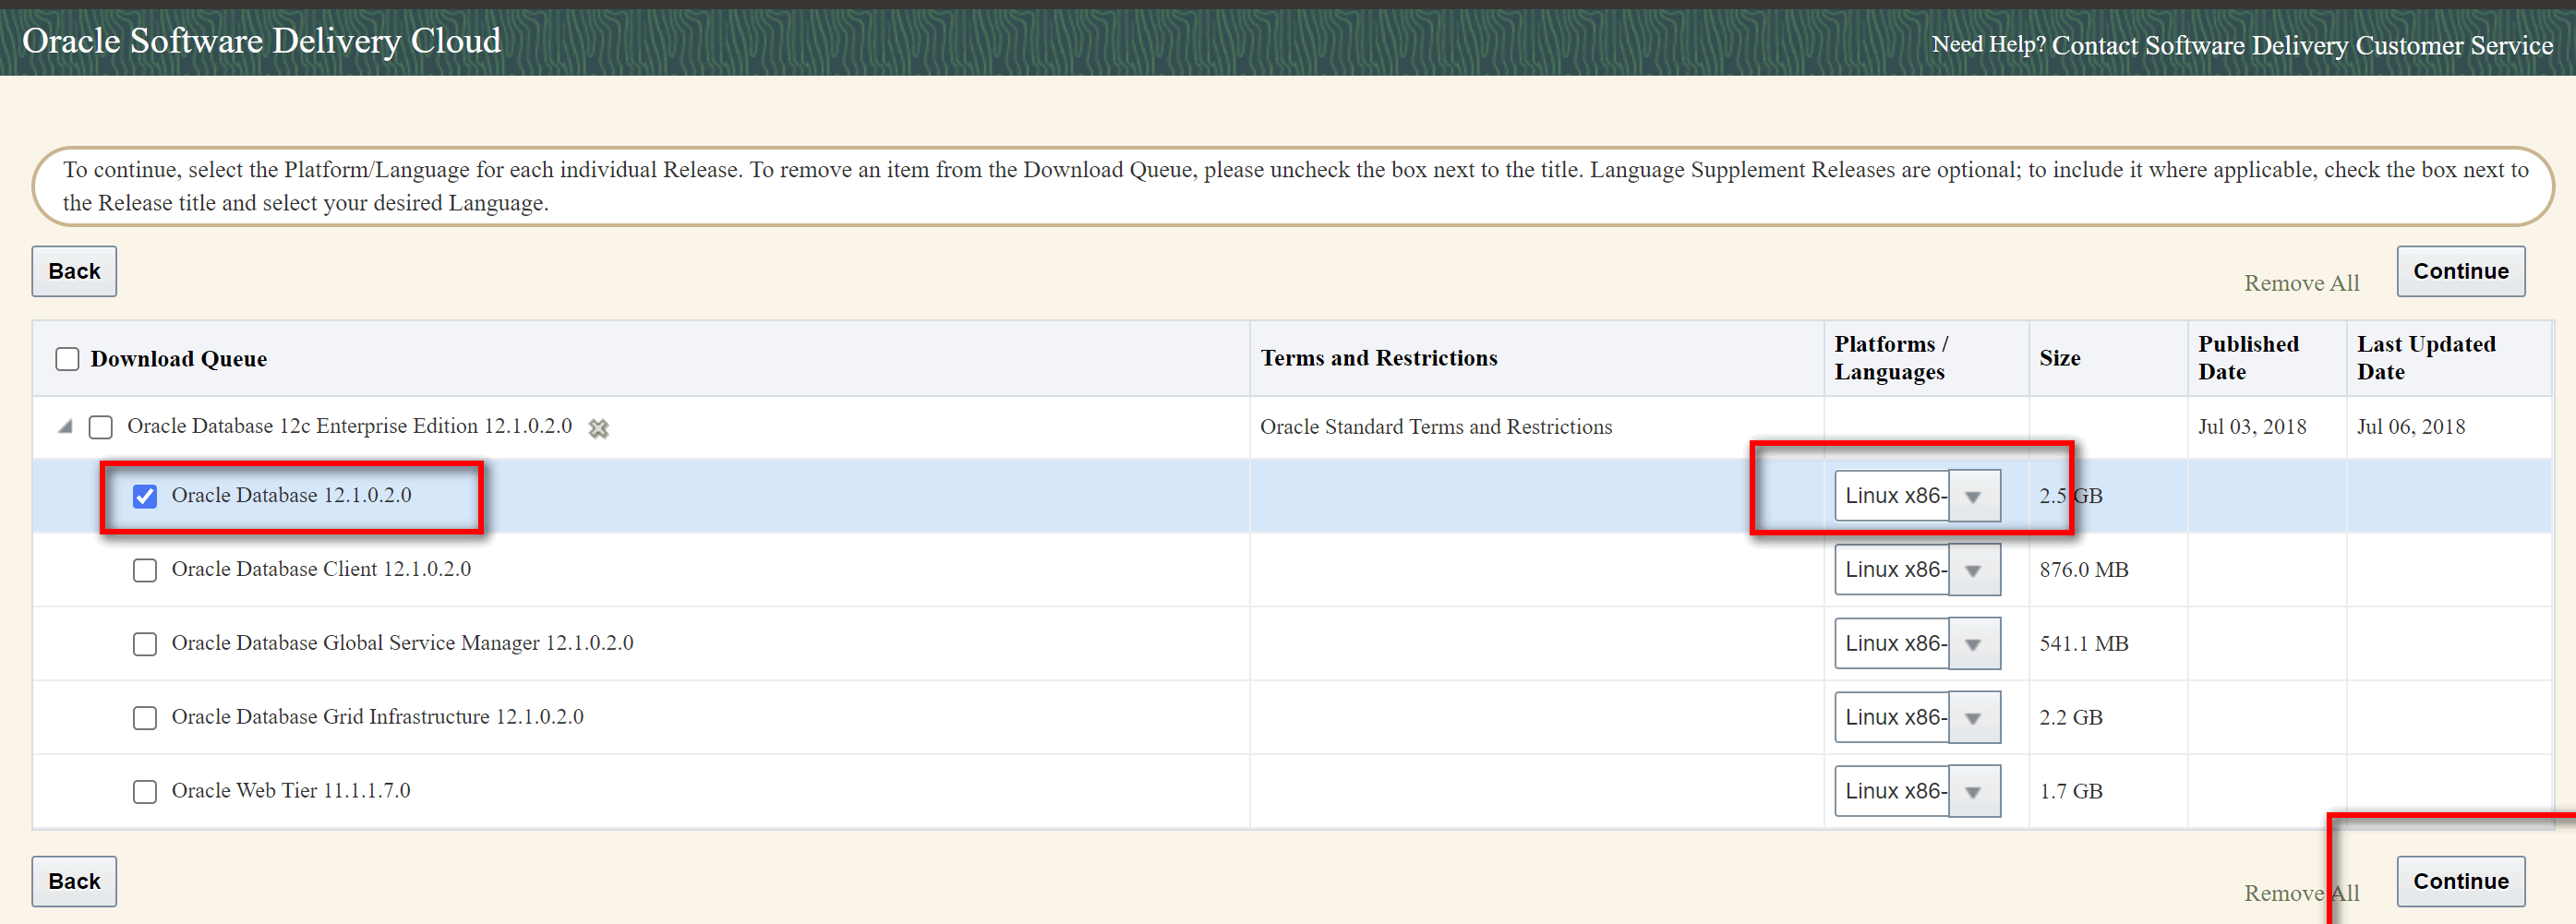 Oracle Software Delivery Cloud
Need Help? Contact Software Delivery Customer Service
To continue, select the Platform/Language for each individual Release. To remove an item from the Download Queue, please uncheck the box next to the title. Language Supplement Releases are optional; to include it where applicable, check the box next to
the Release title and select your desired Language.
Back
Remove All
Continue
Download Queue
Terms and Restrictions
Platforms /
Languages
Size
Published
Date
Last Updated
Date
Oracle Database 12c Enterprise Edition 12.1.0.2.0
Oracle Standard Terms and Restrictions
Jul 03, 2018
Jul 06, 2018
Oracle Database 12.1.0.2.0
Linux x86-
2.5 GB
Oracle Database Client 12.1.0.2.0
Linux x86-
876.0 MB
Oracle Database Global Service Manager 12.1.0.2.0
Linux x86-
541.1 MB
Oracle Database Grid Infrastructure 12.1.0.2.0
Linux x86-
2.2 GB
Oracle Web Tier 11.1.1.7.0
Linux x86-
1.7 GB
Back
Remove All
Continue